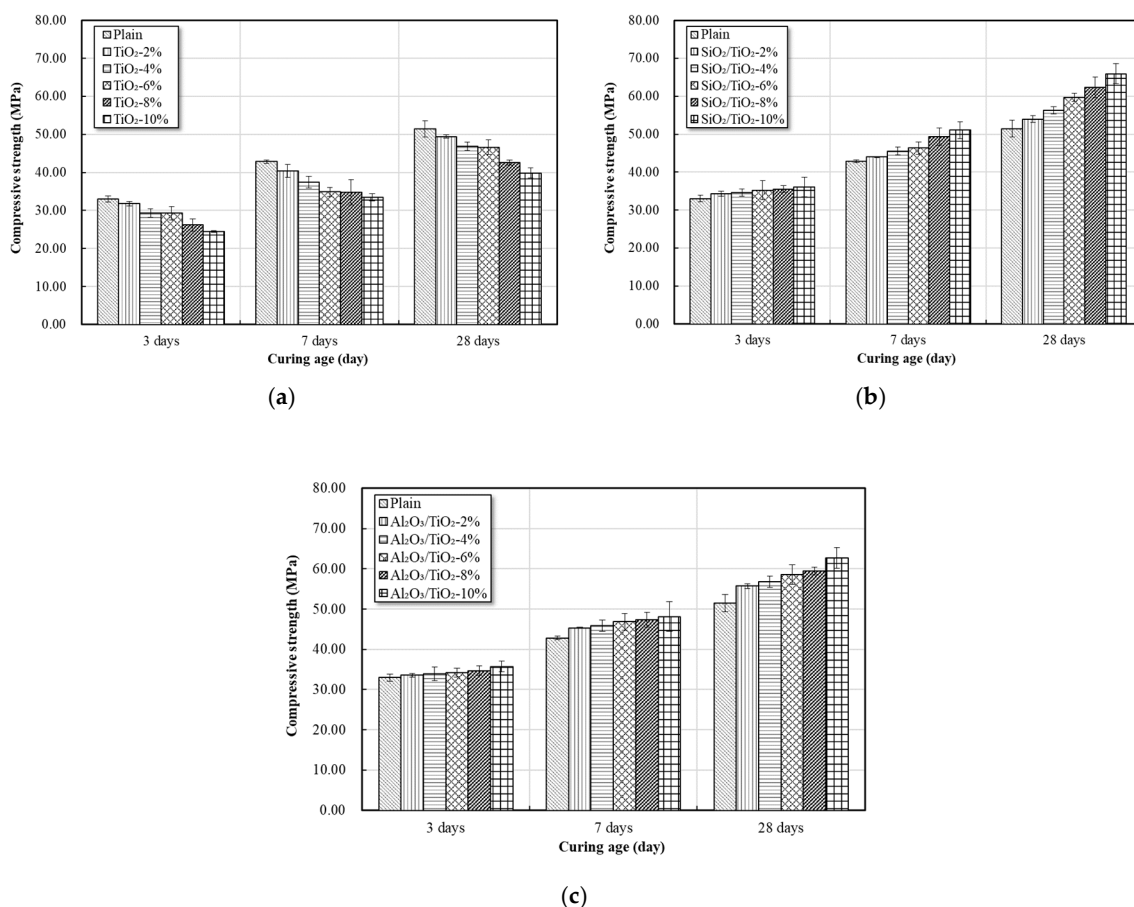 80.00
70.00
60.00
50.00
40.00
30.00
20.00
10.00
0.00
Compressive strength (MPa)
Plain
TiO₂-2%
TiO₂-4%
TiO₂-6%
TiO₂-8%
TiO₂-10%
3 days
7 days
28 days
Curing age (day)
(a)
80.00
70.00
60.00
50.00
40.00
30.00
20.00
10.00
0.00
Compressive strength (MPa)
Plain
SiO₂/TiO₂-2%
SiO₂/TiO₂-4%
SiO₂/TiO₂-6%
SiO₂/TiO₂-8%
SiO₂/TiO₂-10%
3 days
7 days
28 days
Curing age (day)
(b)
80.00
70.00
60.00
50.00
40.00
30.00
20.00
10.00
0.00
Compressive strength (MPa)
Plain
Al₂O₃/TiO₂-2%
Al₂O₃/TiO₂-4%
Al₂O₃/TiO₂-6%
Al₂O₃/TiO₂-8%
Al₂O₃/TiO₂-10%
3 days
7 days
28 days
Curing age (day)
(c)